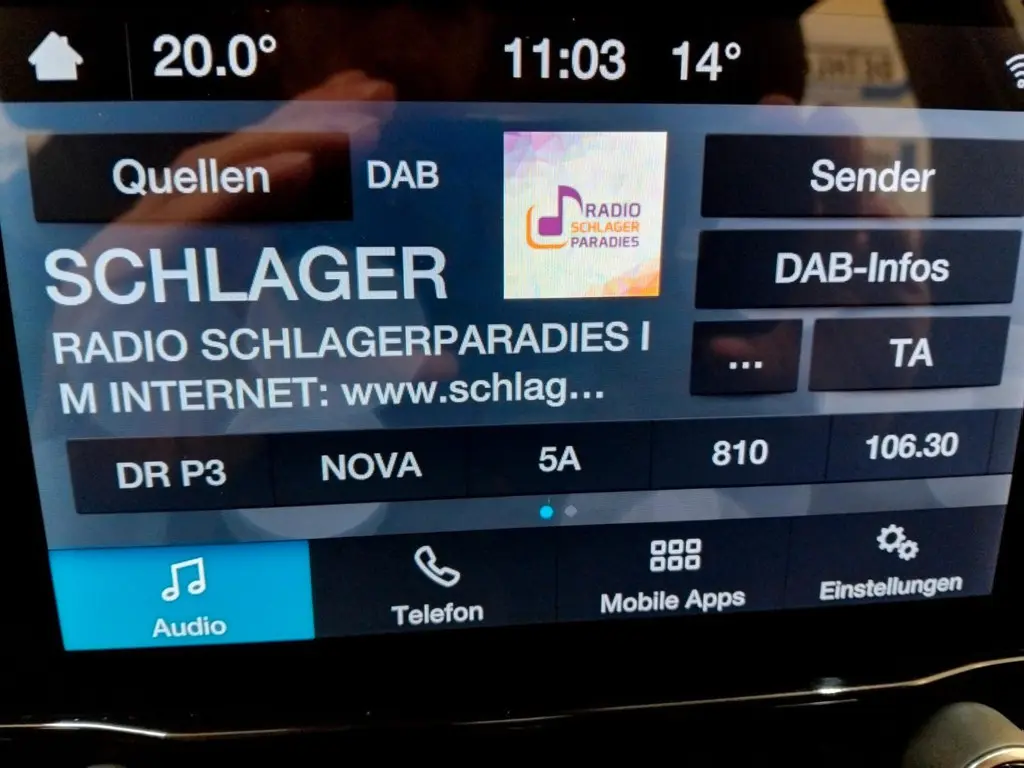 20.0° 11:03 14°
Quellen DAB Sender
RADIO
SCHLAGER
PARADIES
SCHLAGER DAB-Infos
RADIO SCHLAGERPARADIES I
M INTERNET: www.schlag...
... TA
DR P3 NOVA 5A 810 106.30
Audio Telefon Mobile Apps Einstellungen